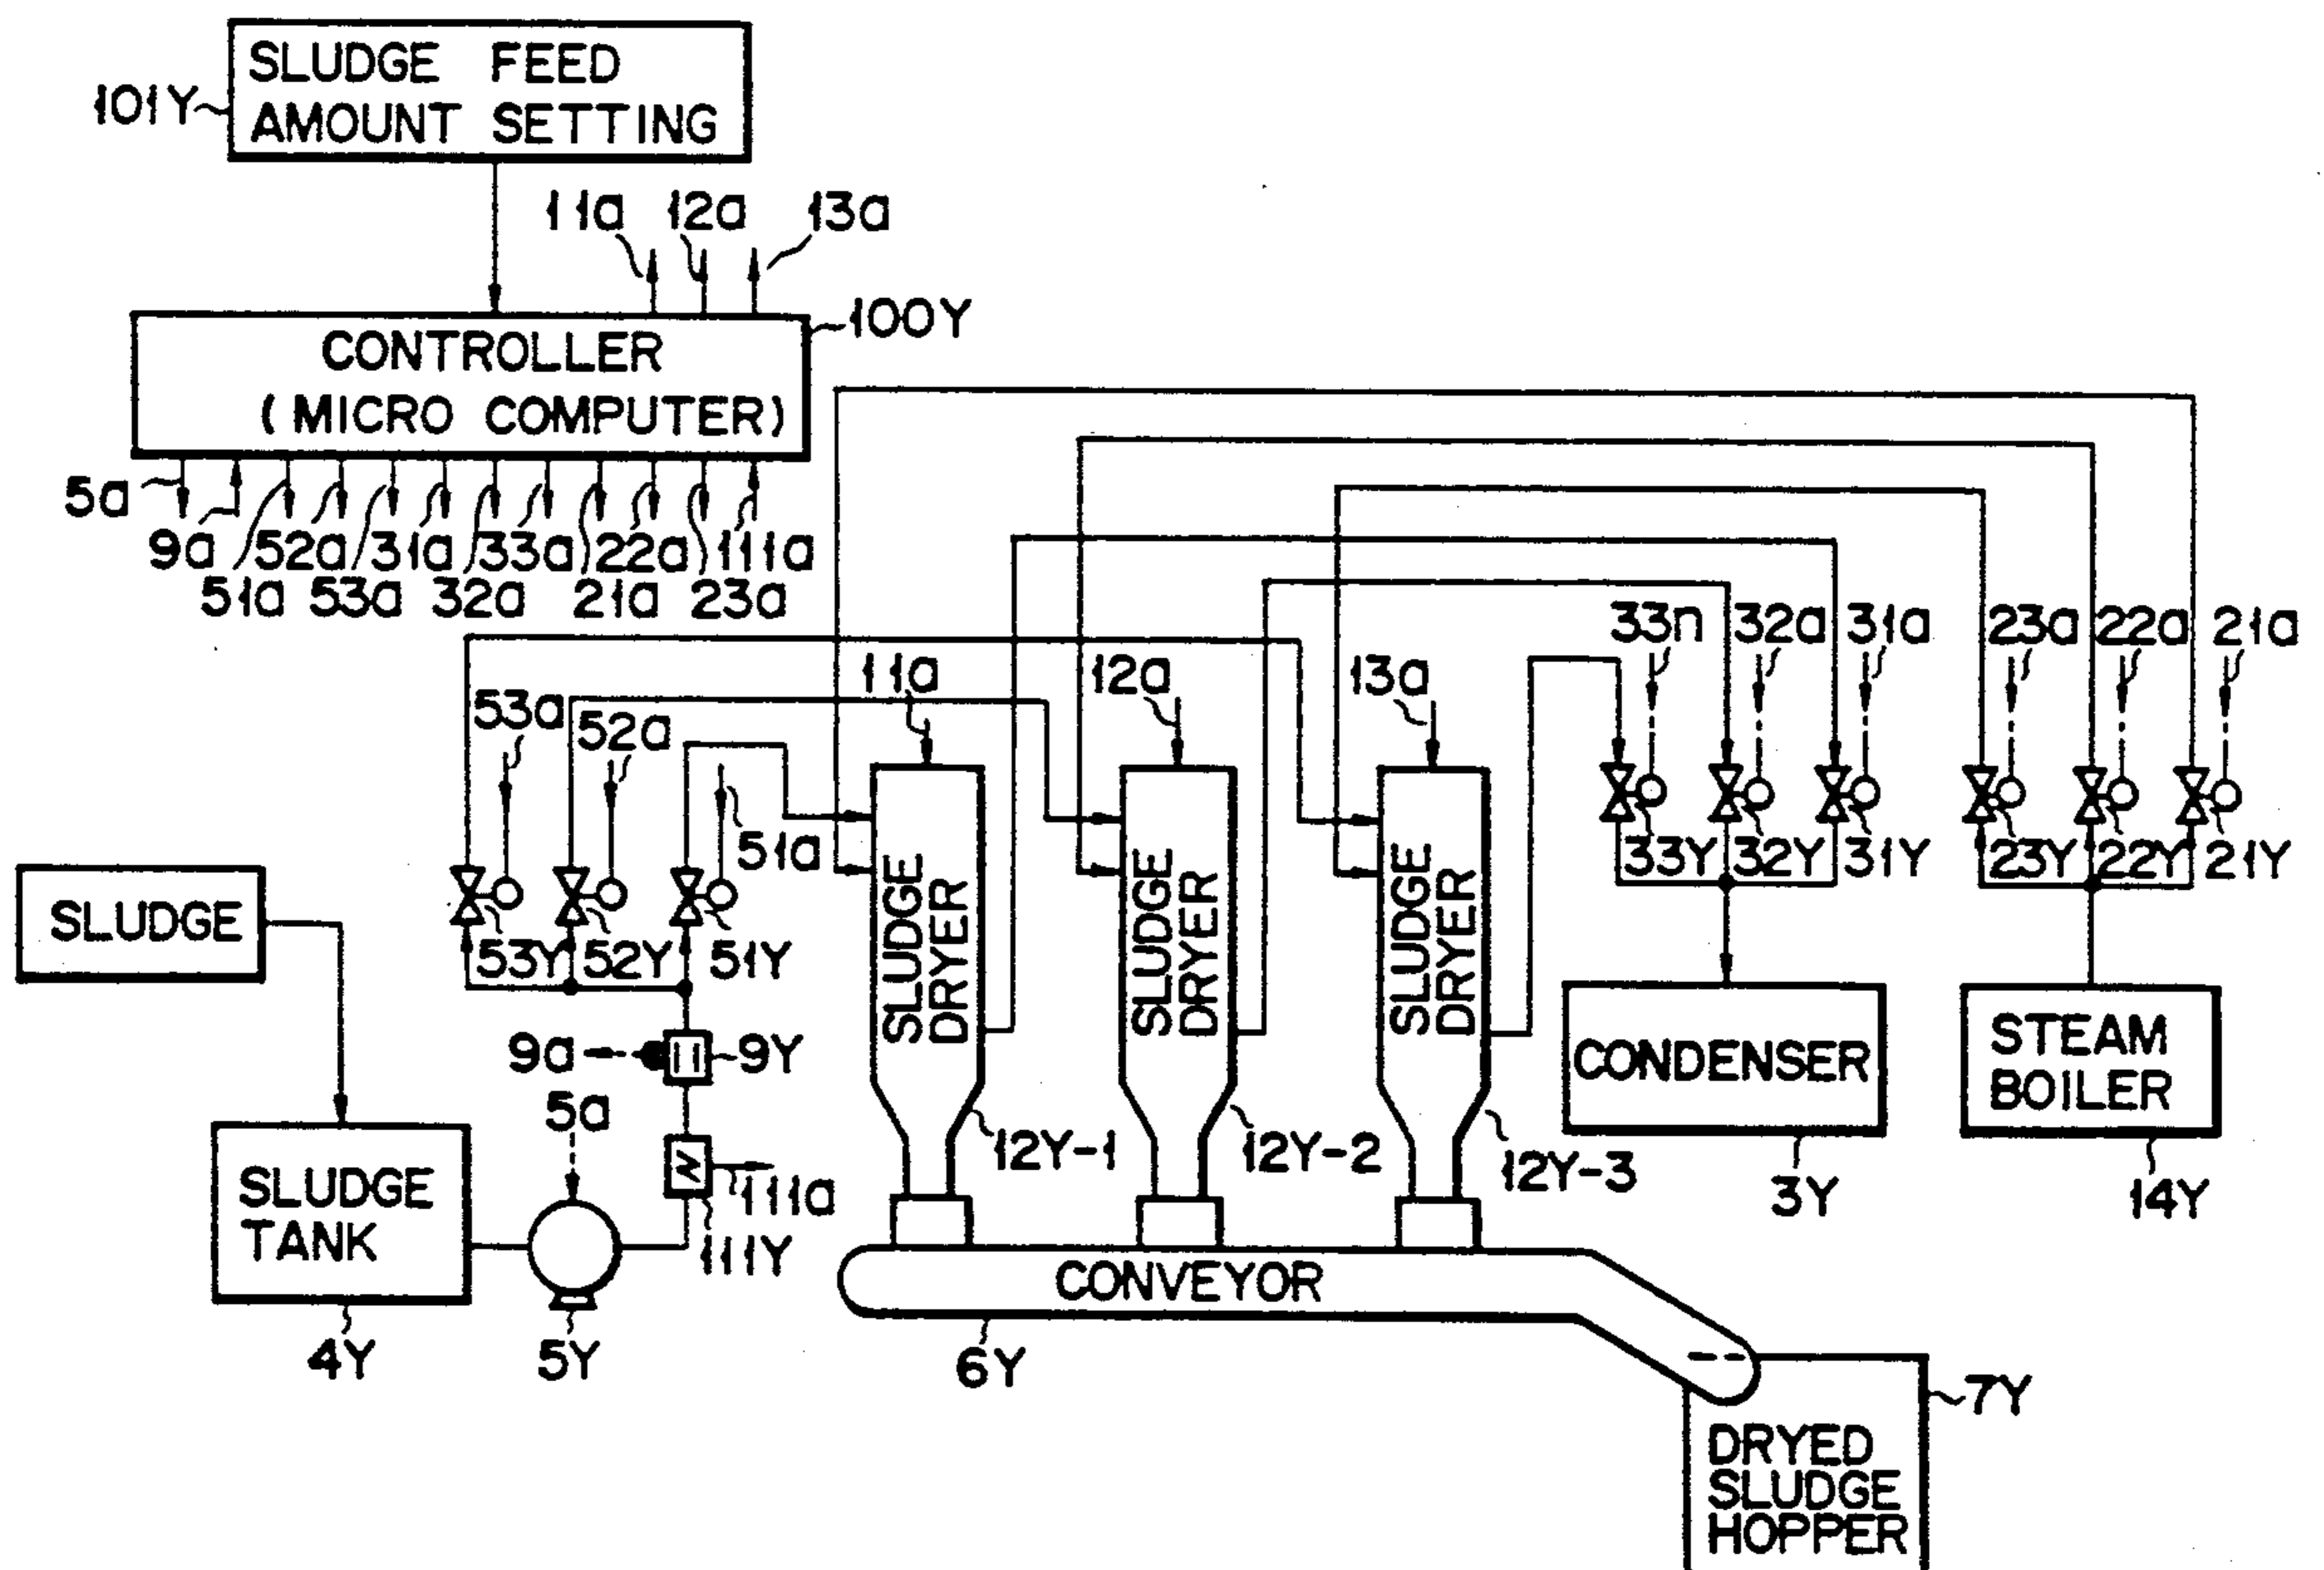 SLUDGE FEED
AMOUNT SETTING
101Y
11a 12a 13a
100Y
CONTROLLER
(MICRO COMPUTER)
5a
9a 52a 31a 33a 22a 111a
51a 53a 32a 21a 23a
33n 32a 31a 23a 22a 21a
11a 12a 13a
53a 52a
51a
33Y 32Y 31Y 23Y 22Y 21Y
SLUDGE
53Y 52Y 51Y
SLUDGE
DRYER
SLUDGE
DRYER
SLUDGE
DRYER
9a 9Y
CONDENSER
STEAM
BOILER
5a
12Y-1 12Y-2 12Y-3
SLUDGE
TANK
111a
111Y
3Y 14Y
CONVEYOR
4Y 5Y 6Y
7Y
DRYED
SLUDGE
HOPPER